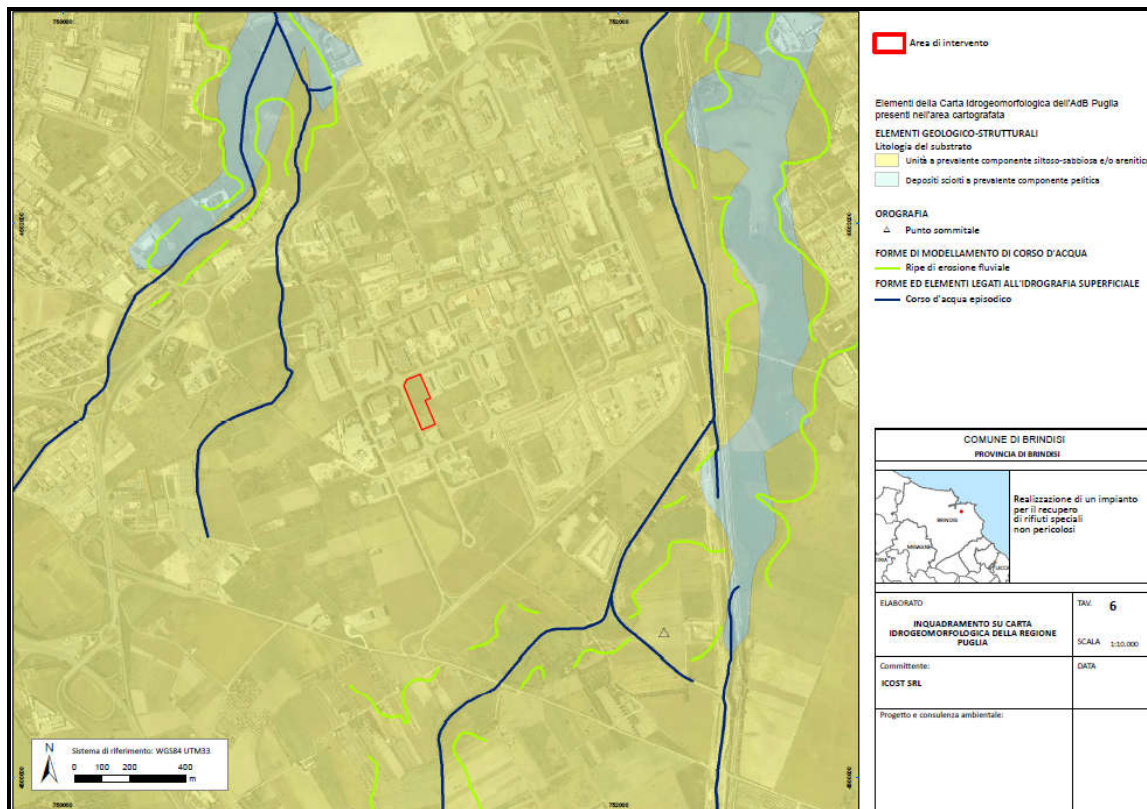 750000
752000
Area di intervento
Elementi della Carta Idrogeomorfologica dell'AdB Puglia
presenti nell'area cartografata
ELEMENTI GEOLOGICO-STRUTTURALI
Litologia del substrato
Unità a prevalente componente siltoso-sabbiosa e/o arenitica
Depositi sciolti a prevalente componente pelitica
OROGRAFIA
Punto sommitale
FORME DI MODELLAMENTO DI CORSO D'ACQUA
Ripe di erosione fluviale
FORME ED ELEMENTI LEGATI ALL'IDROGRAFIA SUPERFICIALE
Corso d'acqua episodico
COMUNE DI BRINDISI
PROVINCIA DI BRINDISI
BRINDISI
Realizzazione di un impianto
per il recupero
di rifiuti speciali
non pericolosi
ELABORATO
INQUADRAMENTO SU CARTA
IDROGEOMORFOLOGICA DELLA REGIONE
PUGLIA
TAV. 6
SCALA 1:10.000
Committente:
ICOST SRL
DATA
Progetto e consulenza ambientale:
N
Sistema di riferimento: WGS84 UTM33
0 100 200 400
m
750000
752000